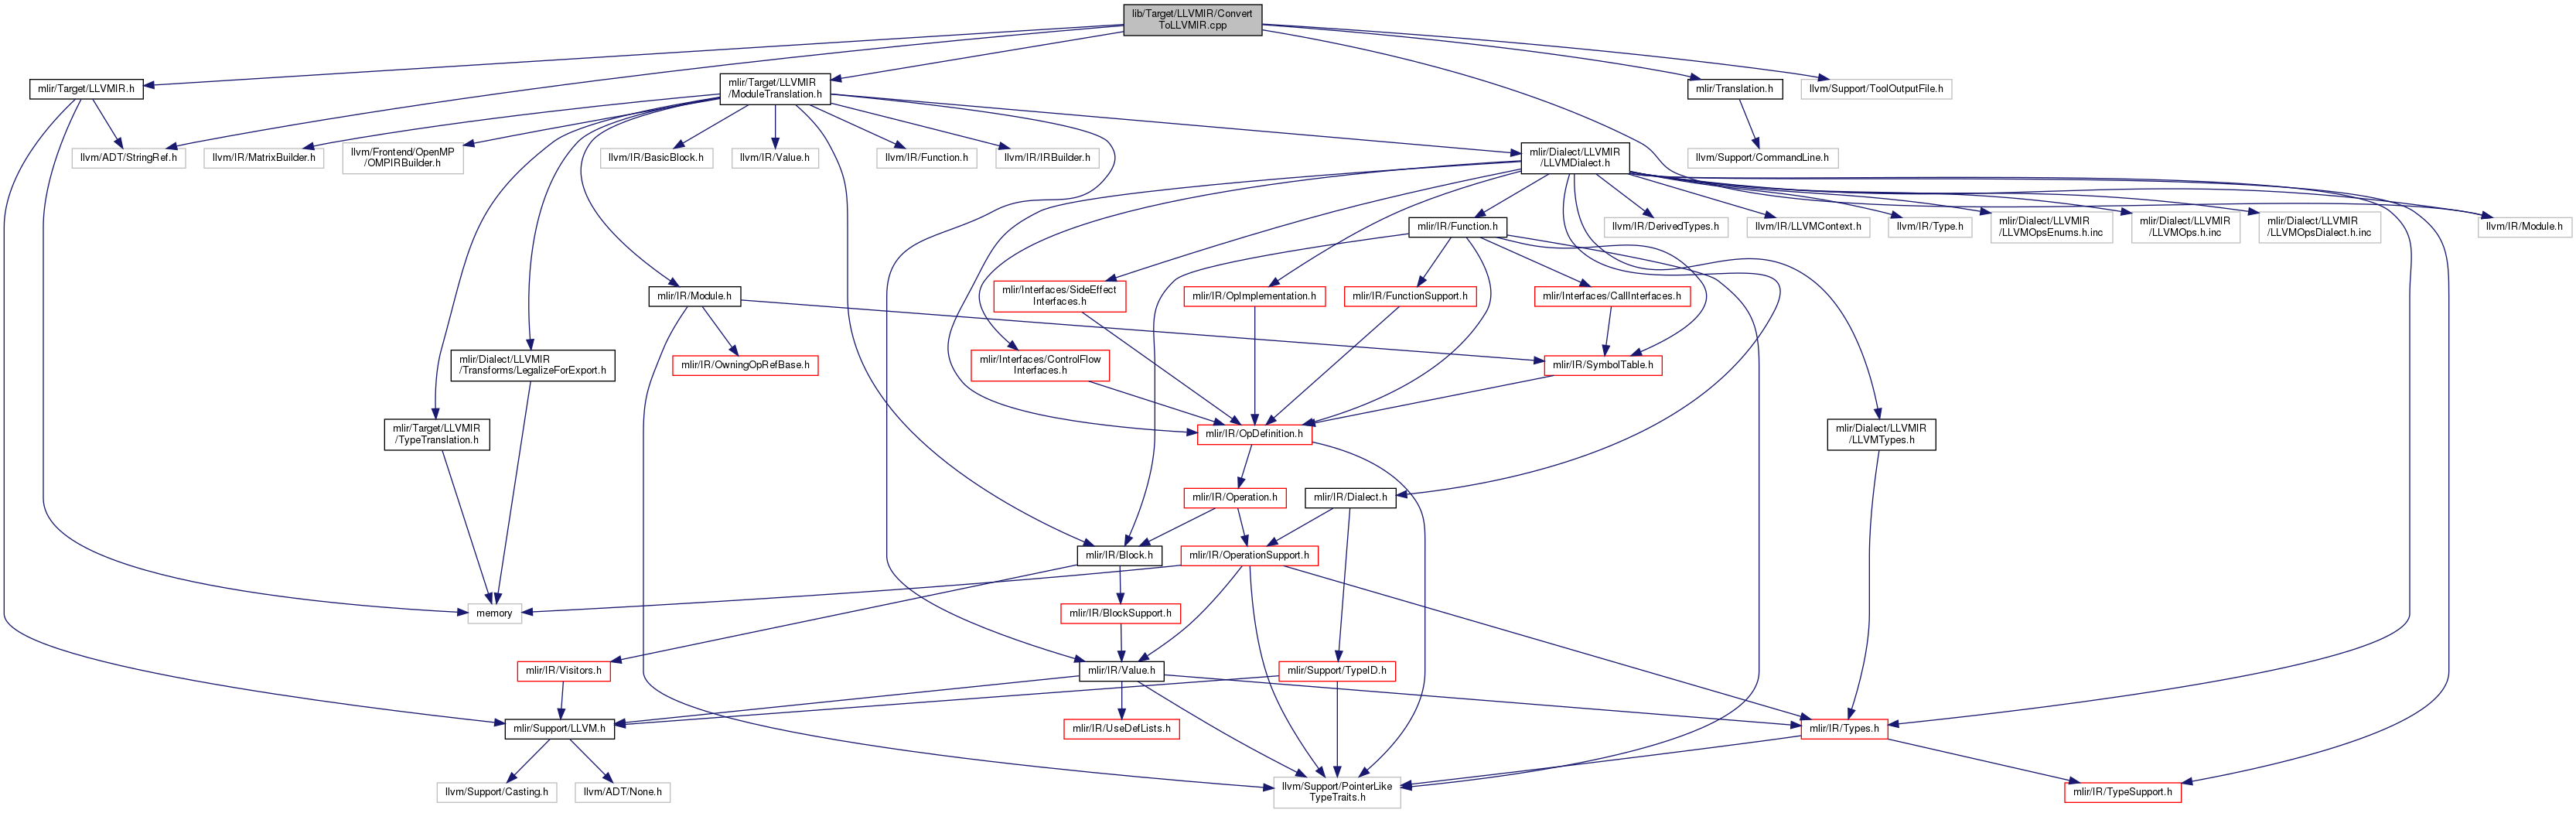 lib/Target/LLVMIR/Convert
ToLLVMIR.cpp
mlir/Target/LLVMIR.h
mlir/Target/LLVMIR
/ModuleTranslation.h
mlir/Translation.h
llvm/Support/ToolOutputFile.h
llvm/ADT/StringRef.h
llvm/IR/MatrixBuilder.h
llvm/Frontend/OpenMP
/OMPIRBuilder.h
llvm/IR/BasicBlock.h
llvm/IR/Value.h
llvm/IR/Function.h
llvm/IR/IRBuilder.h
mlir/Dialect/LLVMIR
/LLVMDialect.h
llvm/Support/CommandLine.h
mlir/IR/Function.h
llvm/IR/DerivedTypes.h
llvm/IR/LLVMContext.h
llvm/IR/Type.h
mlir/Dialect/LLVMIR
/LLVMOpsEnums.h.inc
mlir/Dialect/LLVMIR
/LLVMOps.h.inc
mlir/Dialect/LLVMIR
/LLVMOpsDialect.h.inc
llvm/IR/Module.h
mlir/IR/Module.h
mlir/Interfaces/SideEffect
Interfaces.h
mlir/IR/OpImplementation.h
mlir/IR/FunctionSupport.h
mlir/Interfaces/CallInterfaces.h
mlir/Dialect/LLVMIR
/Transforms/LegalizeForExport.h
mlir/IR/OwningOpRefBase.h
mlir/Interfaces/ControlFlow
Interfaces.h
mlir/IR/SymbolTable.h
mlir/Target/LLVMIR
/TypeTranslation.h
mlir/IR/OpDefinition.h
mlir/Dialect/LLVMIR
/LLVMTypes.h
mlir/IR/Operation.h
mlir/IR/Dialect.h
mlir/IR/Block.h
mlir/IR/OperationSupport.h
memory
mlir/IR/BlockSupport.h
mlir/IR/Visitors.h
mlir/IR/Value.h
mlir/Support/TypeID.h
mlir/Support/LLVM.h
mlir/IR/UseDefLists.h
mlir/IR/Types.h
llvm/Support/Casting.h
llvm/ADT/None.h
llvm/Support/PointerLike
TypeTraits.h
mlir/IR/TypeSupport.h